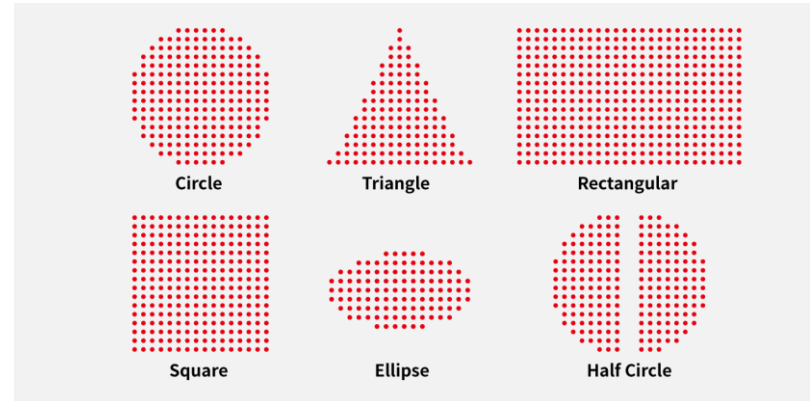 Circle
Triangle
Rectangular
Square
Ellipse
Half Circle